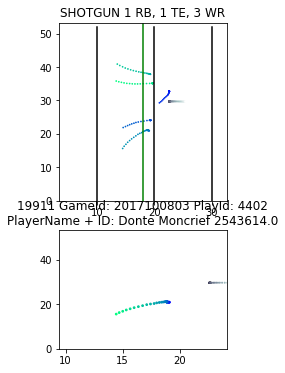 SHOTGUN 1 RB, 1 TE, 3 WR
50
40
30
20
10
0
10 20 30
19911 GameId: 2017100803 PlayId: 4402
PlayerName + ID: Donte Moncrief 2543614.0
40
20
0
10 15 20